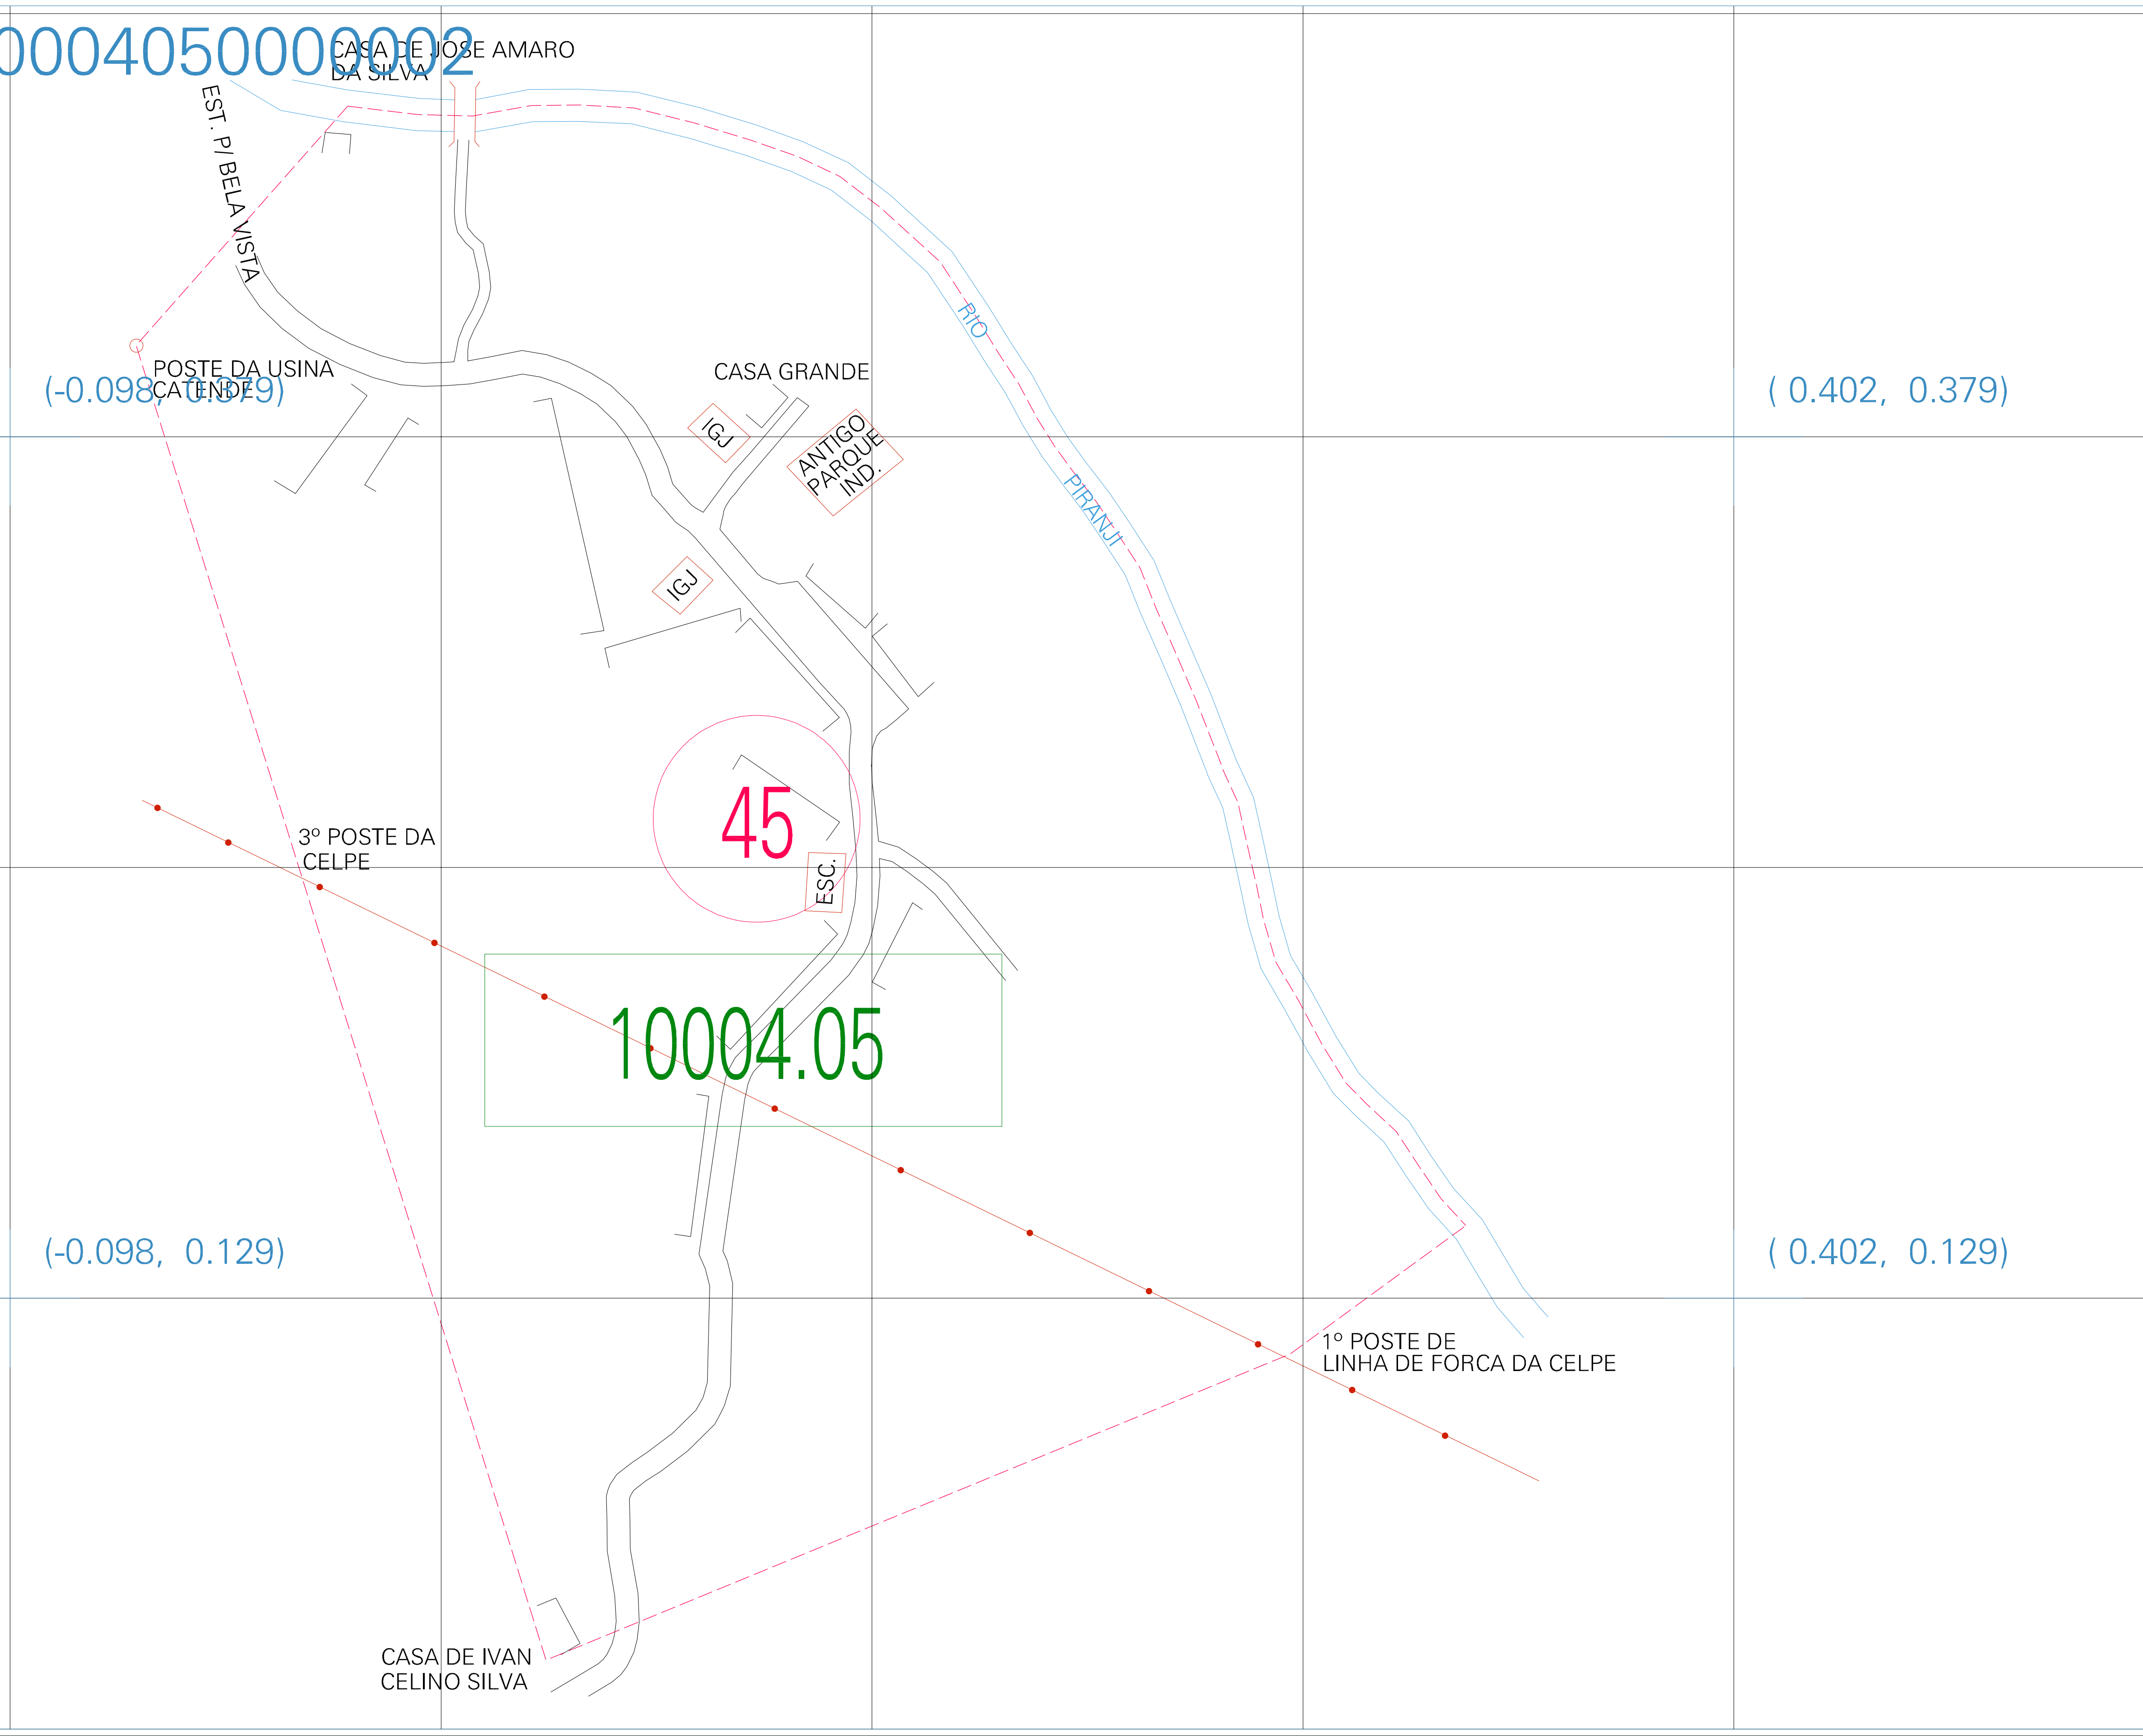 0004050000002
CASA DE JOSE AMARO
DA SILVA
EST. P/ BELA VISTA
RIO
POSTE DA USINA
CATENDE
(-0.098, 0.379)
CASA GRANDE
( 0.402, 0.379)
IGJ
ANTIGO
PARQUE
IND.
PIRANJI
IGJ
45
3º POSTE DA
CELPE
ESC.
10004.05
(-0.098, 0.129)
( 0.402, 0.129)
1º POSTE DE
LINHA DE FORCA DA CELPE
CASA DE IVAN
CELINO SILVA